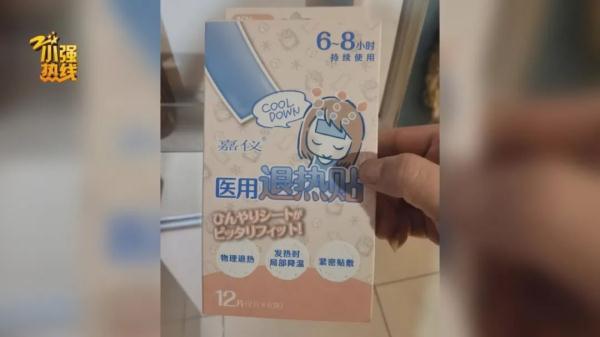 小强热线
6~8小时
持续使用
COOL
DOWN
嘉仪
医用退热贴
ひんやりシートが
ピッタリフィット!
物理退热
发热时
局部降温
紧密贴敷
12片